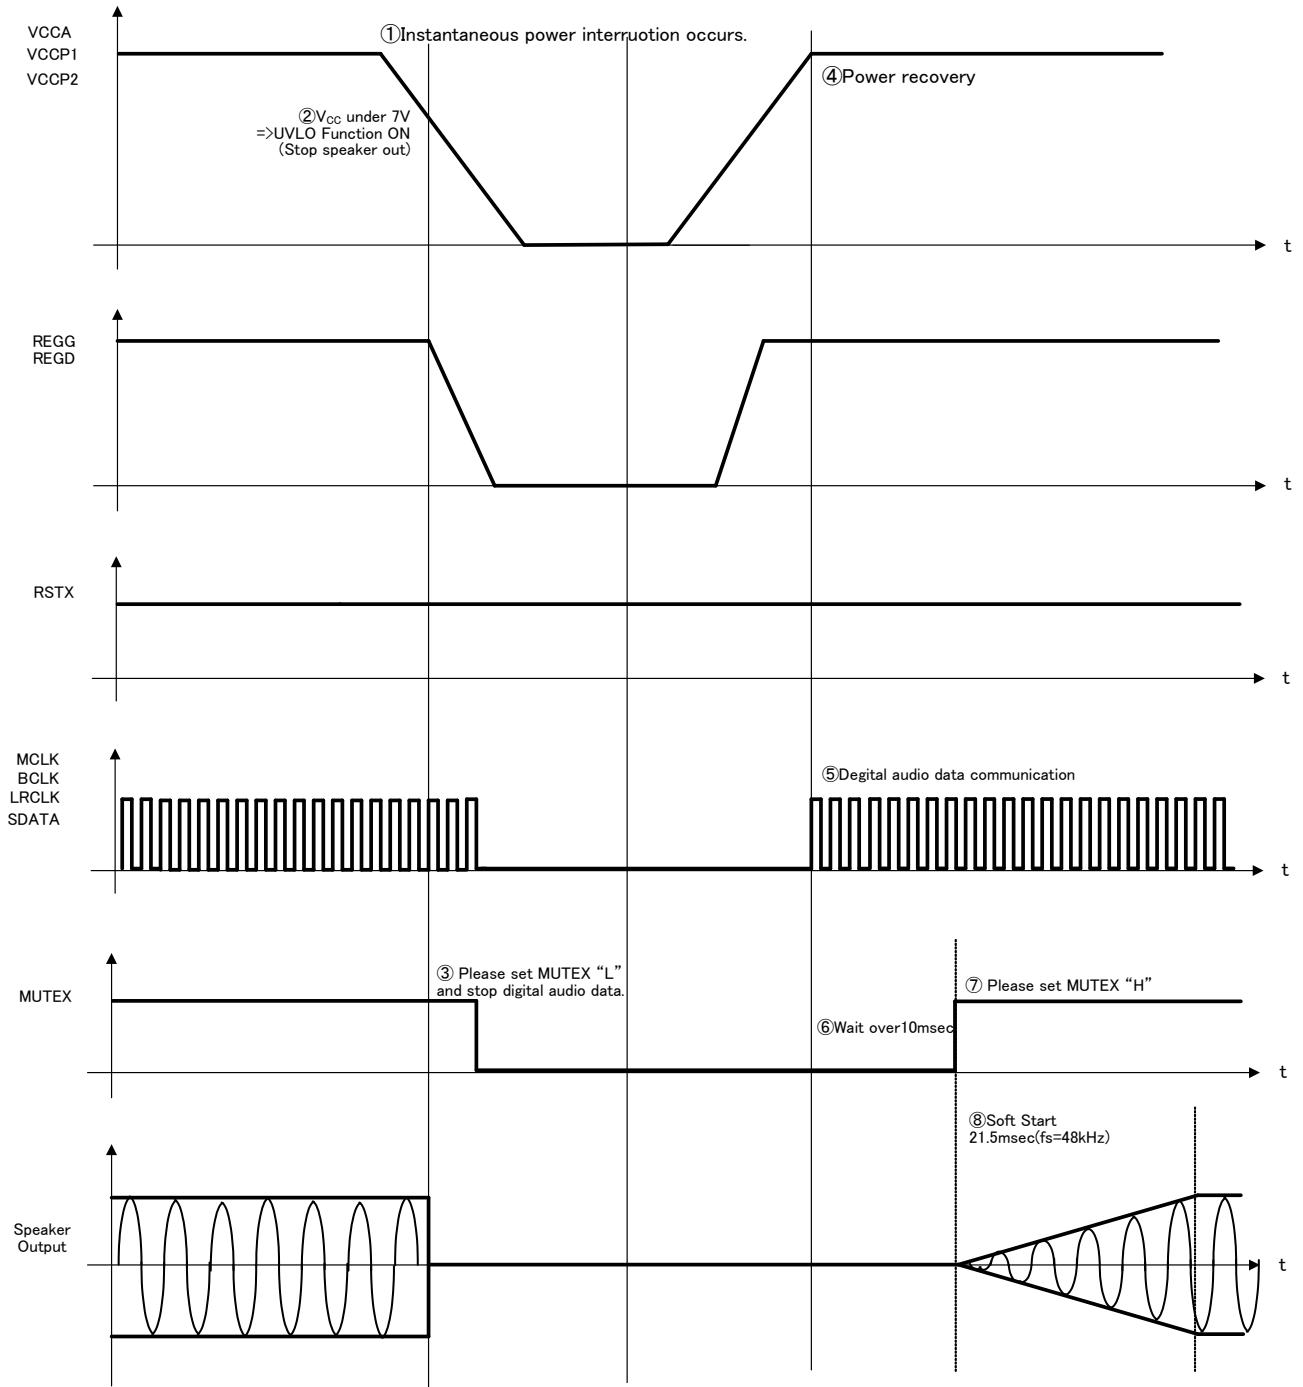 VCCA
VCCP1
VCCP2
①Instantaneous power interruotion occurs.
④Power recovery
②VCC under 7V
=>UVLO Function ON
(Stop speaker out)
t
REGG
REGD
t
RSTX
t
MCLK
BCLK
LRCLK
SDATA
⑤Degital audio data communication
t
MUTEX
③ Please set MUTEX “L”
and stop digital audio data.
⑦ Please set MUTEX “H”
⑥Wait over10msec
t
⑧Soft Start
21.5msec(fs=48kHz)
Speaker
Output
t